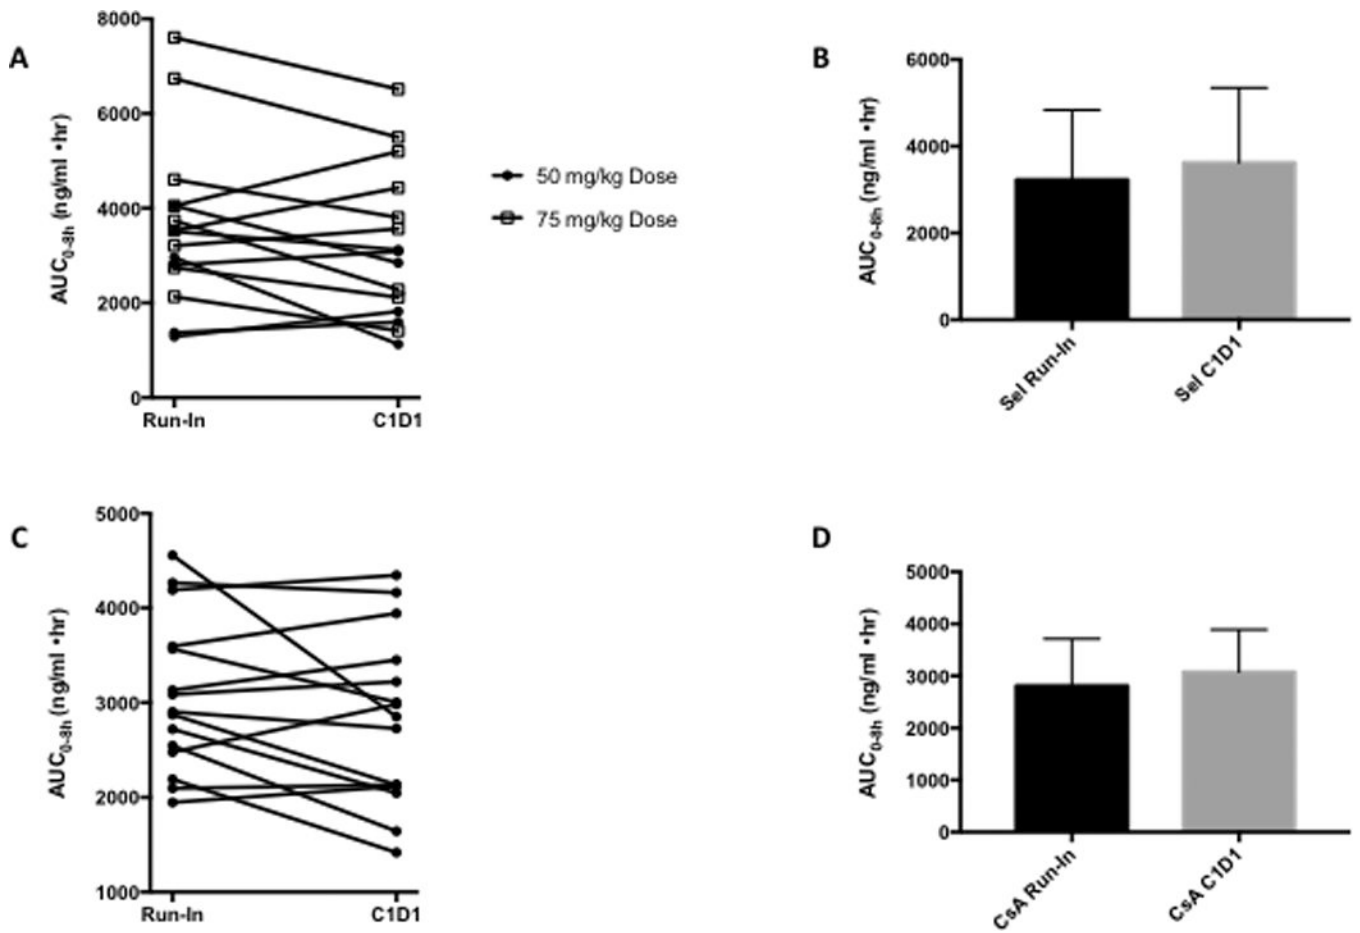 A
8000
6000
4000
2000
0
AUC0-8h (ng/ml •hr)
Run-In
C1D1
50 mg/kg Dose
75 mg/kg Dose
B
6000
4000
2000
0
AUC0-8h (ng/ml •hr)
Sel Run-In
Sel C1D1
C
5000
4000
3000
2000
1000
AUC0-8h (ng/ml •hr)
Run-In
C1D1
D
5000
4000
3000
2000
1000
0
AUC0-8h (ng/ml •hr)
CsA Run-In
CsA C1D1